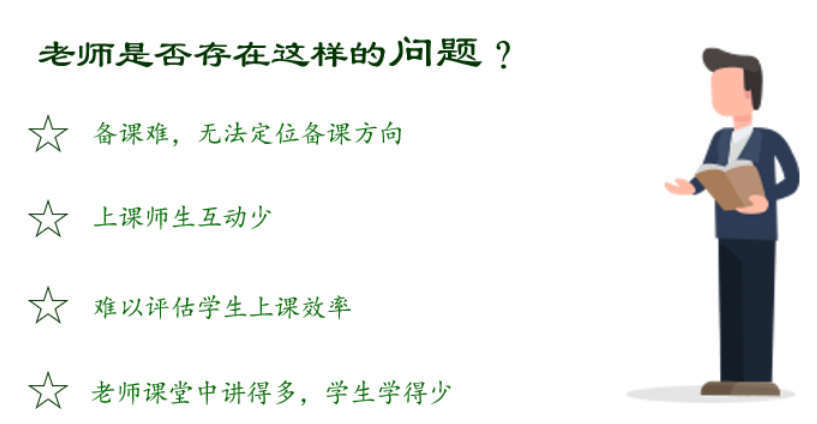 老师是否存在这样的问题？
备课难，无法定位备课方向
上课师生互动少
难以评估学生上课效率
老师课堂中讲得多，学生学得少